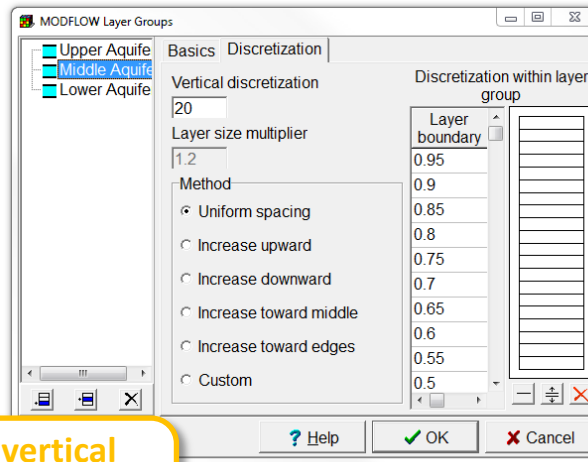 MODFLOW Layer Groups
Upper Aquife
Middle Aquife
Lower Aquife
Basics Discretization
Vertical discretization
20
Layer size multiplier
1.2
Method
Uniform spacing
Increase upward
Increase downward
Increase toward middle
Increase toward edges
Custom
Discretization within layer
group
Layer
boundary
0.95
0.9
0.85
0.8
0.75
0.7
0.65
0.6
0.55
0.5
? Help
OK
Cancel
vertical